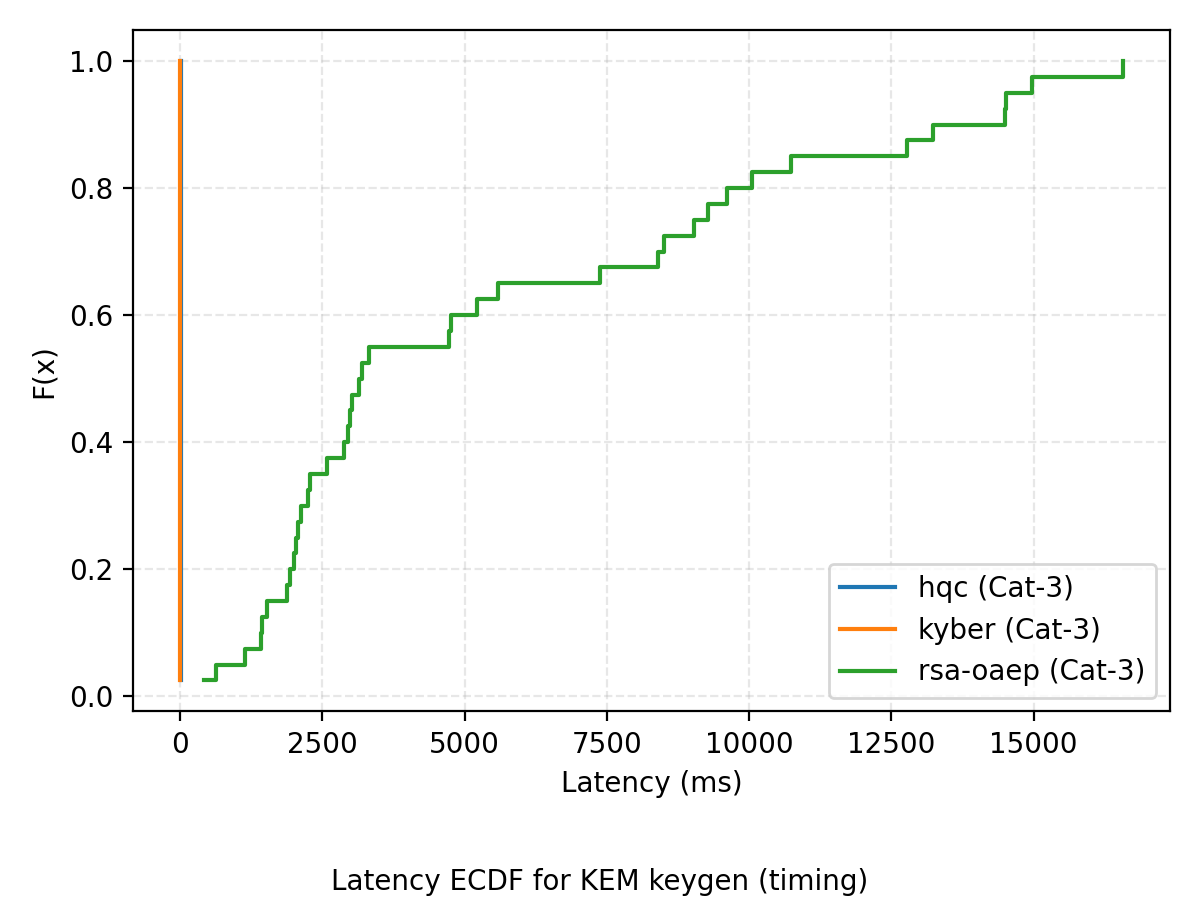 1.0
0.8
0.6
0.4
0.2
0.0
F(x)
hqc (Cat-3)
kyber (Cat-3)
rsa-oaep (Cat-3)
0 2500 5000 7500 10000 12500 15000
Latency (ms)
Latency ECDF for KEM keygen (timing)